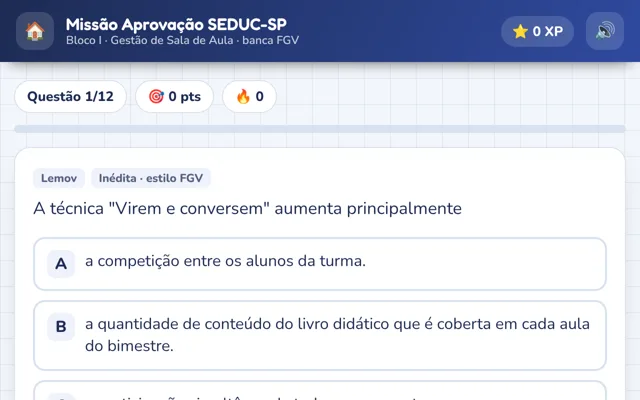 Missão Aprovação SEDUC-SP
Bloco I · Gestão de Sala de Aula · banca FGV
0 XP
Questão 1/12
0 pts
0
Lemov
Inédita · estilo FGV
A técnica "Virem e conversem" aumenta principalmente
A
a competição entre os alunos da turma.
B
a quantidade de conteúdo do livro didático que é coberta em cada aula
do bimestre.